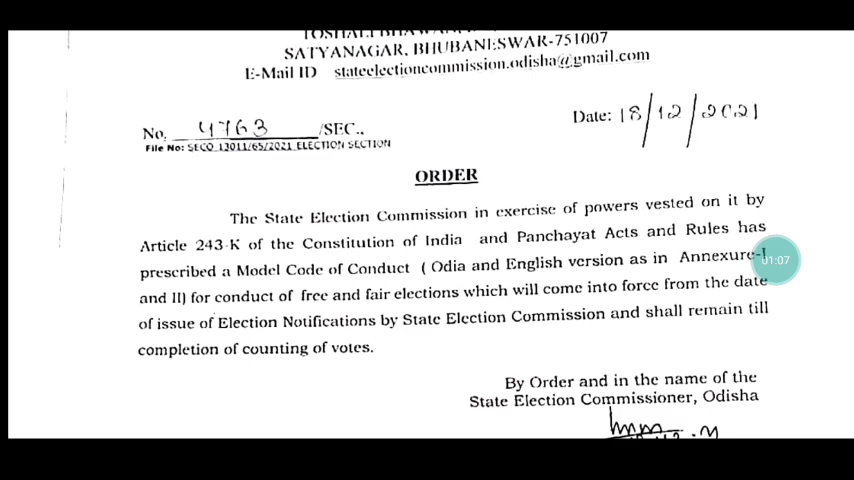 TOSHALI BHAWAN
SATYANAGAR, BHUBANESWAR-751007
E-Mail ID stateelectioncommission.odisha@gmail.com
No. 4763 /SEC.,
Date: 18/12/2021
File No: SECO_13011/65/2021_ELECTION SECTION
ORDER
The State Election Commission in exercise of powers vested on it by
Article 243-K of the Constitution of India and Panchayat Acts and Rules has
prescribed a Model Code of Conduct ( Odia and English version as in Annexure-I
and II) for conduct of free and fair elections which will come into force from the date
of issue of Election Notifications by State Election Commission and shall remain till
completion of counting of votes.
By Order and in the name of the
State Election Commissioner, Odisha
01:07